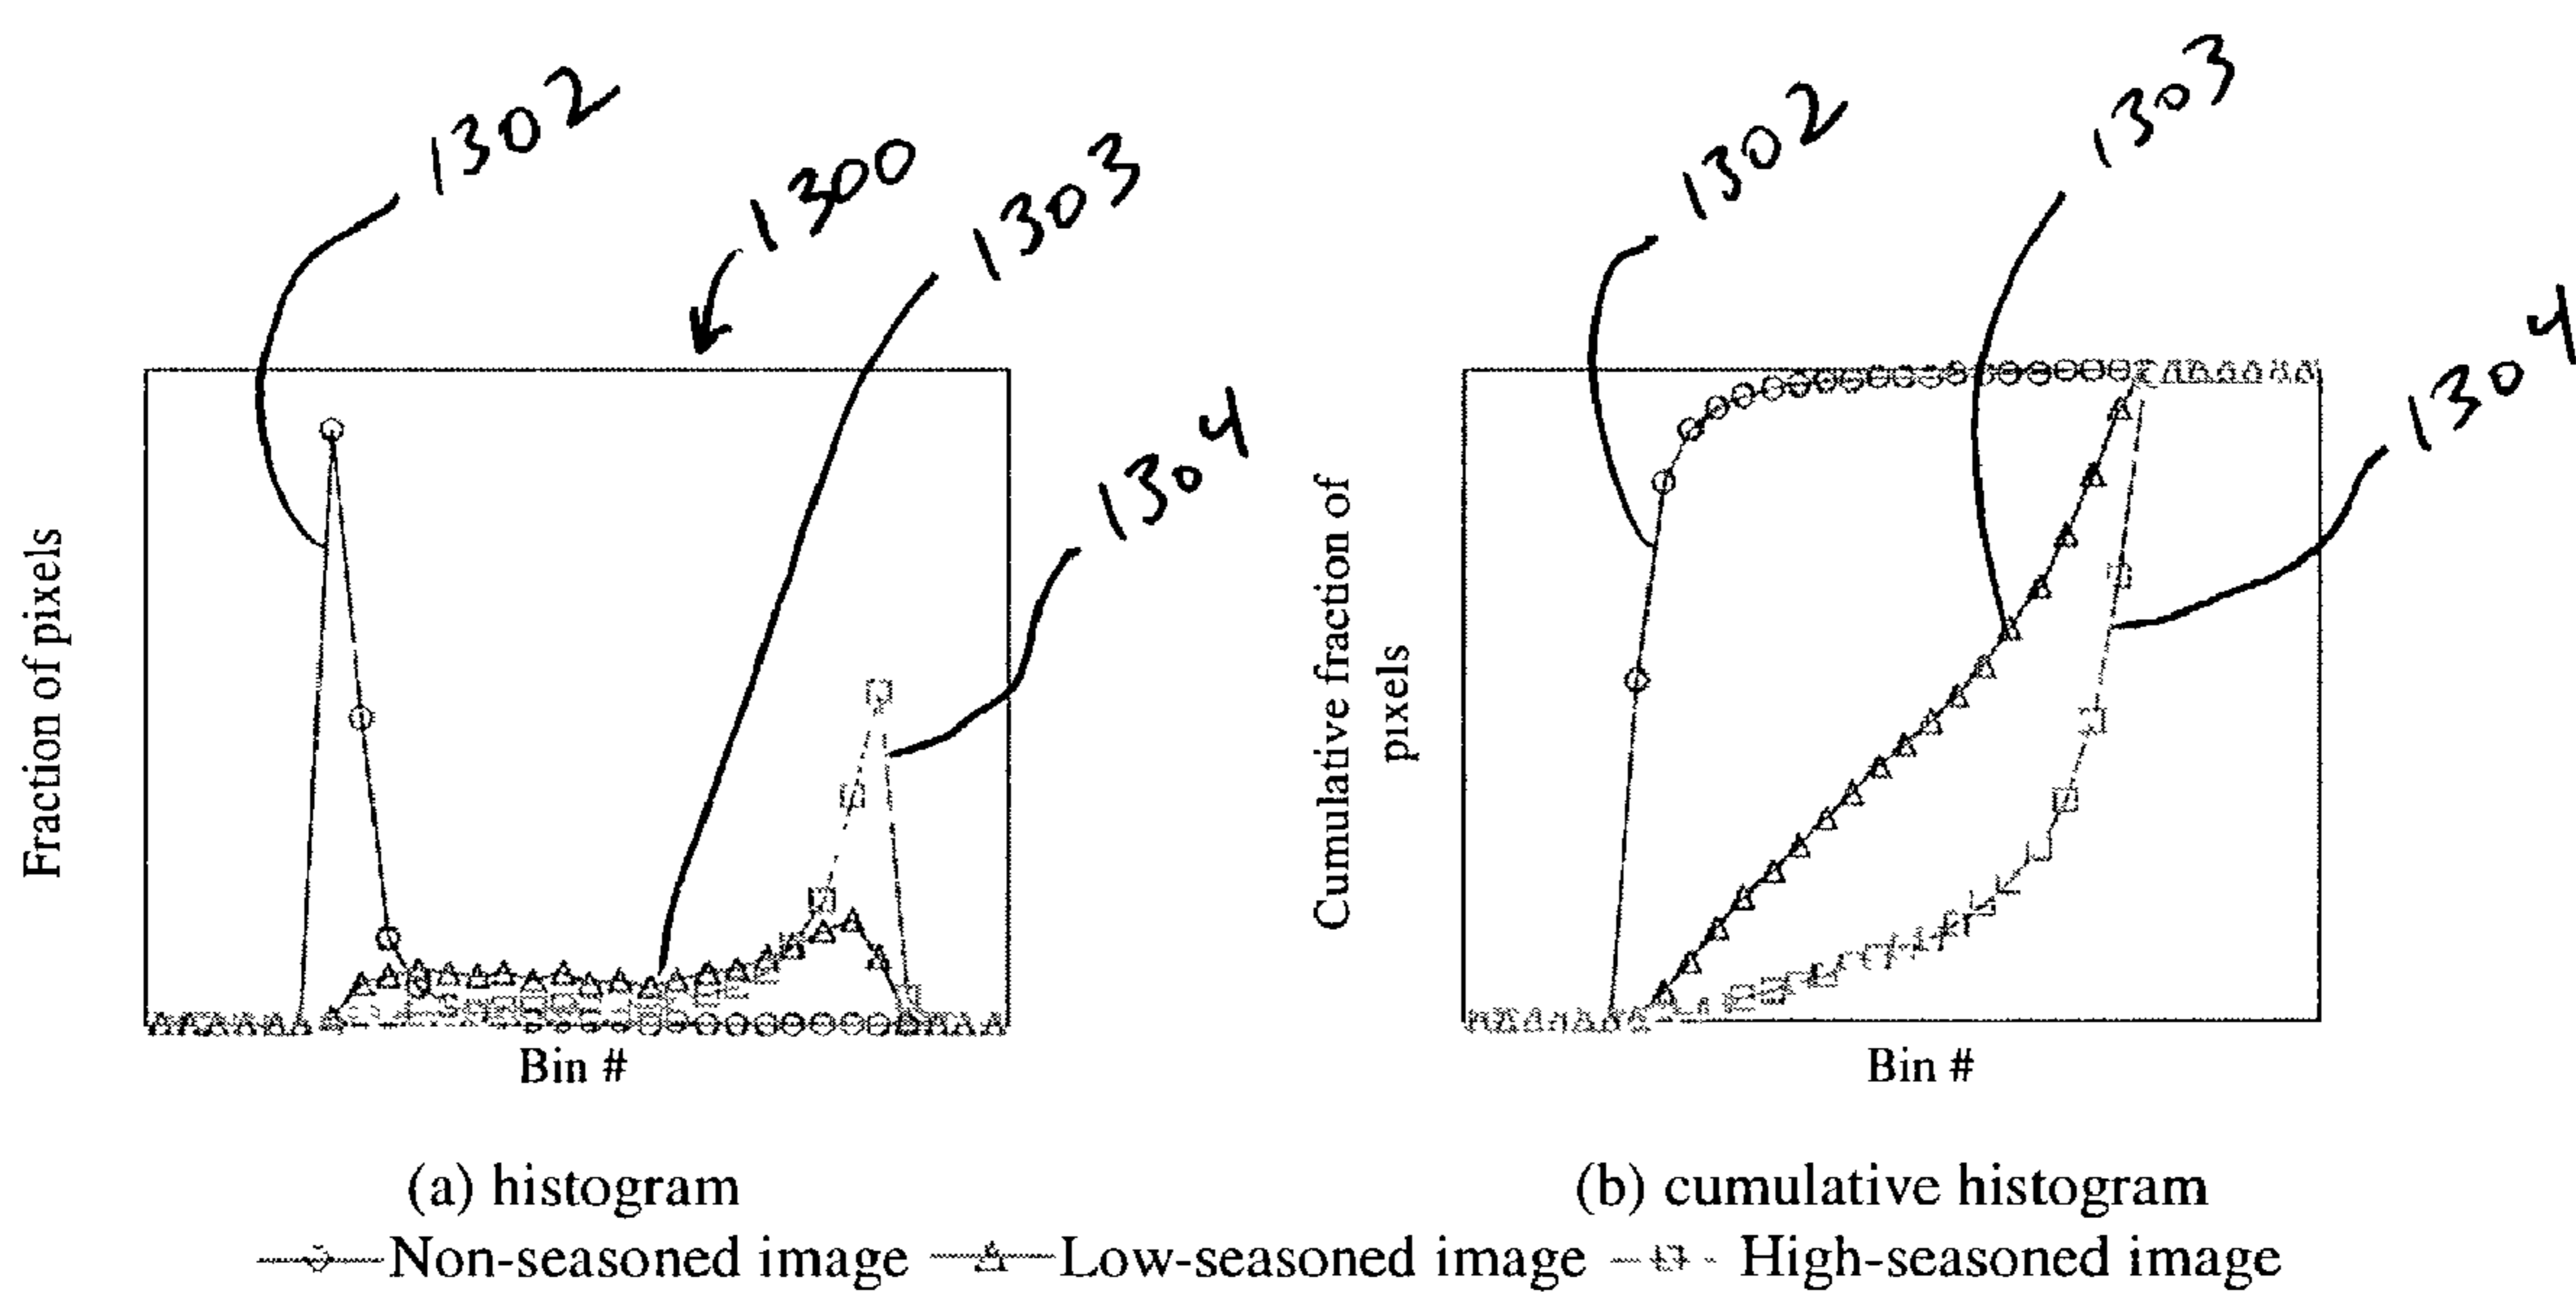 1302
1300
1303
1304
Fraction of pixels
Bin #
(a) histogram
1302
1303
1304
Cumulative fraction of
pixels
Bin #
(b) cumulative histogram
Non-seasoned image Low-seasoned image High-seasoned image